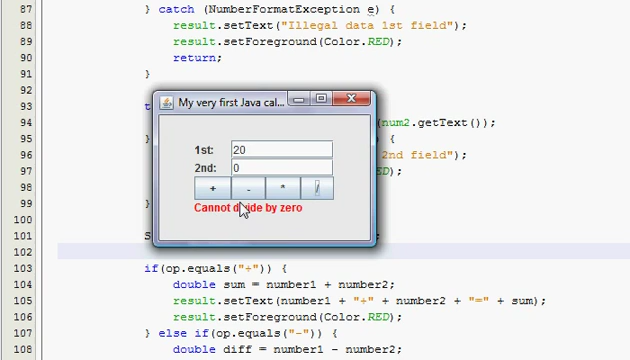 87 } catch (NumberFormatException e) {
88 result.setText("Illegal data 1st field");
89 result.setForeground(Color.RED);
90 return;
91 }
92
93 t
My very first Java cal...
94 (num2.getText());
95 ) {
96 2nd field");
97 ED);
98
99 }
1st: 20
2nd: 0
+ - * /
Cannot divide by zero
100
101 S ;
102
103 if(op.equals("+")) {
104 double sum = number1 + number2;
105 result.setText(number1 + "+" + number2 + "=" + sum);
106 result.setForeground(Color.RED);
107 } else if(op.equals("-")) {
108 double diff = number1 - number2;